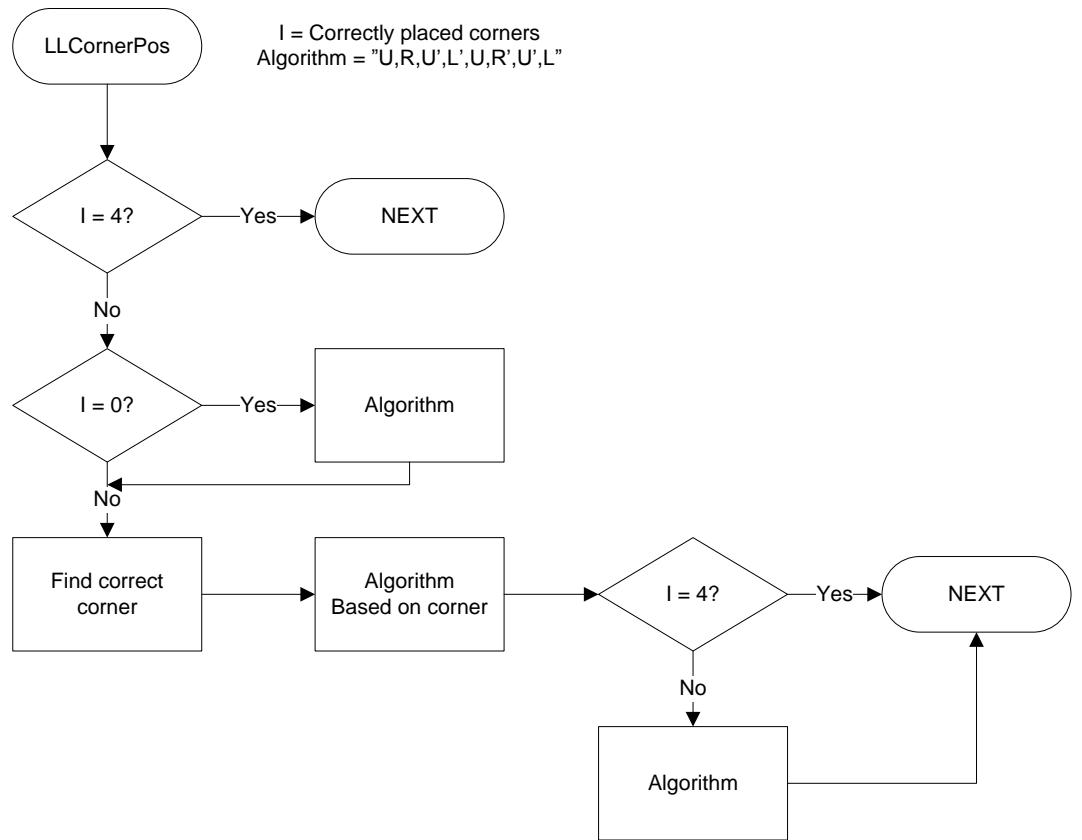 LLCornerPos
I = Correctly placed corners
Algorithm = ”U,R,U’,L’,U,R’,U’,L”
I = 4?
Yes
NEXT
No
I = 0?
Yes
Algorithm
No
Find correct
corner
Algorithm
Based on corner
I = 4?
Yes
NEXT
No
Algorithm